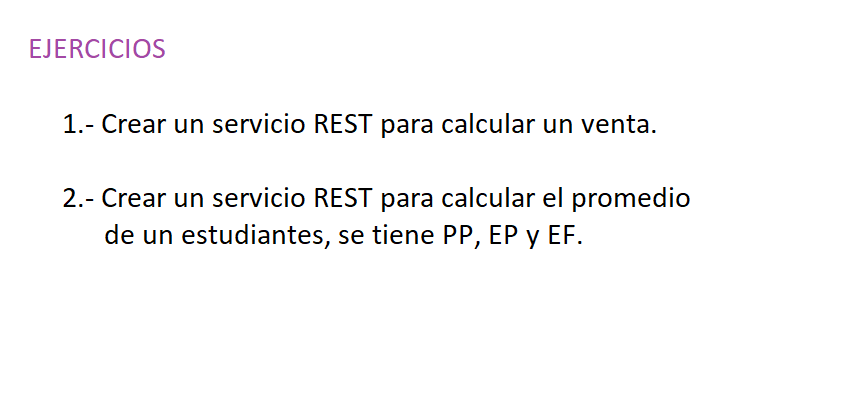 EJERCICIOS
1.- Crear un servicio REST para calcular un venta.
2.- Crear un servicio REST para calcular el promedio
de un estudiantes, se tiene PP, EP y EF.